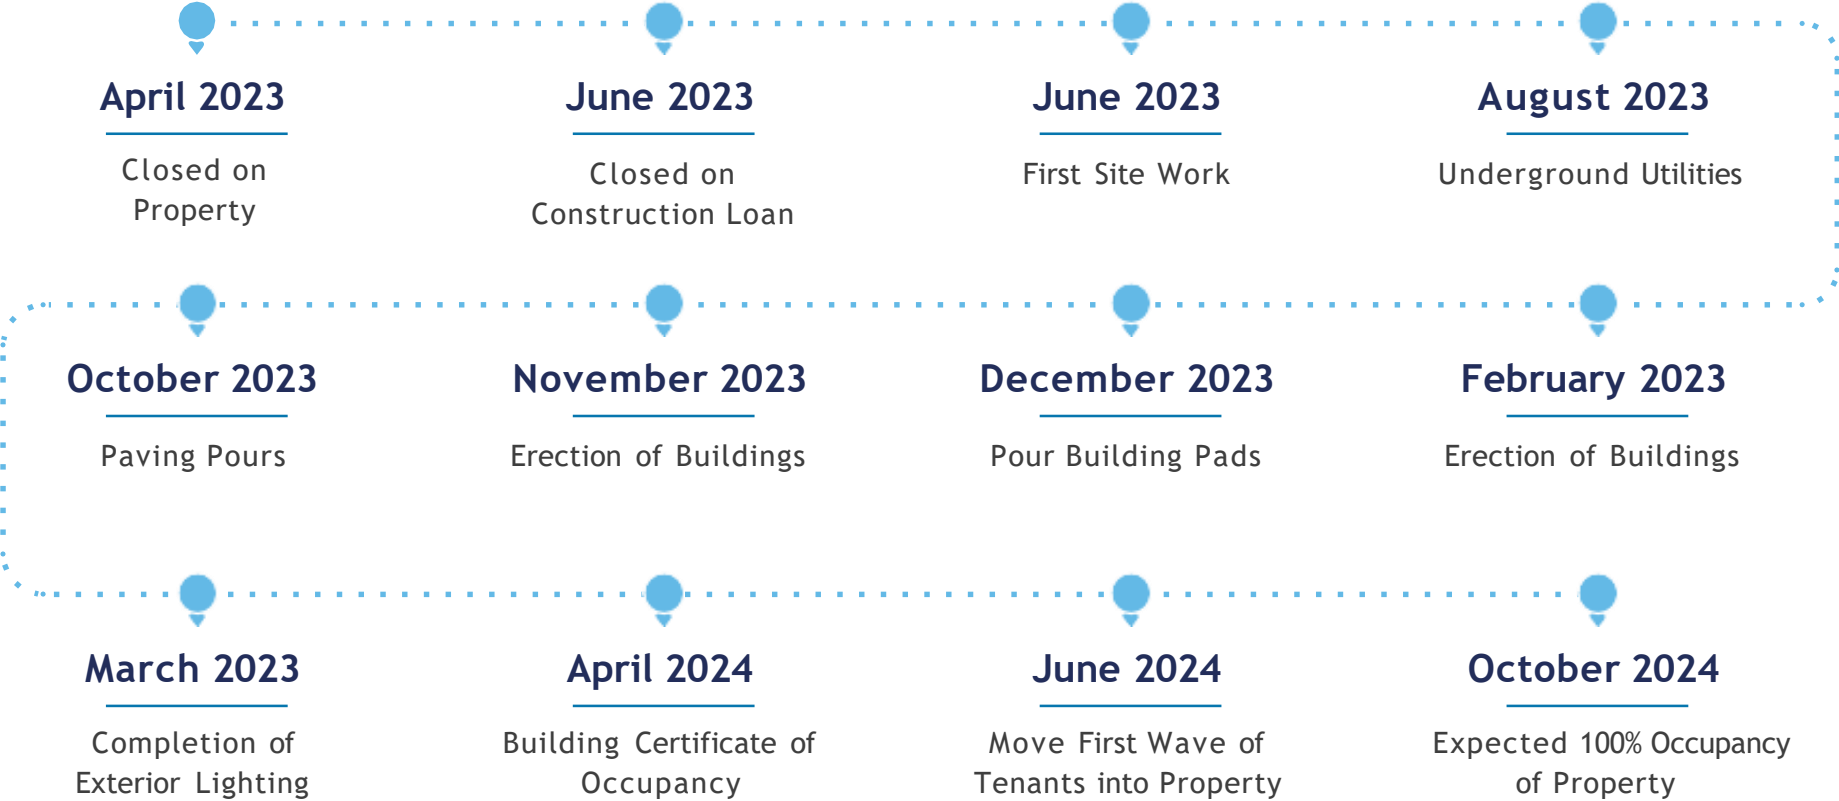 April 2023
Closed on
Property
June 2023
Closed on
Construction Loan
June 2023
First Site Work
August 2023
Underground Utilities
October 2023
Paving Pours
November 2023
Erection of Buildings
December 2023
Pour Building Pads
February 2023
Erection of Buildings
March 2023
Completion of
Exterior Lighting
April 2024
Building Certificate of
Occupancy
June 2024
Move First Wave of
Tenants into Property
October 2024
Expected 100% Occupancy
of Property